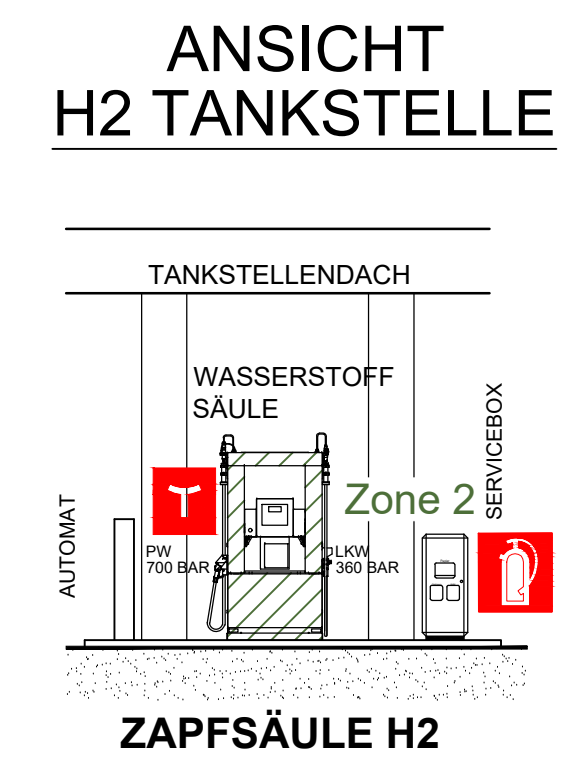 ANSICHT
H2 TANKSTELLE
TANKSTELLENDACH
WASSERSTOFF
SÄULE
SERVICEBOX
Zone 2
AUTOMAT
PW
700 BAR
LKW
360 BAR
ZAPFSÄULE H2